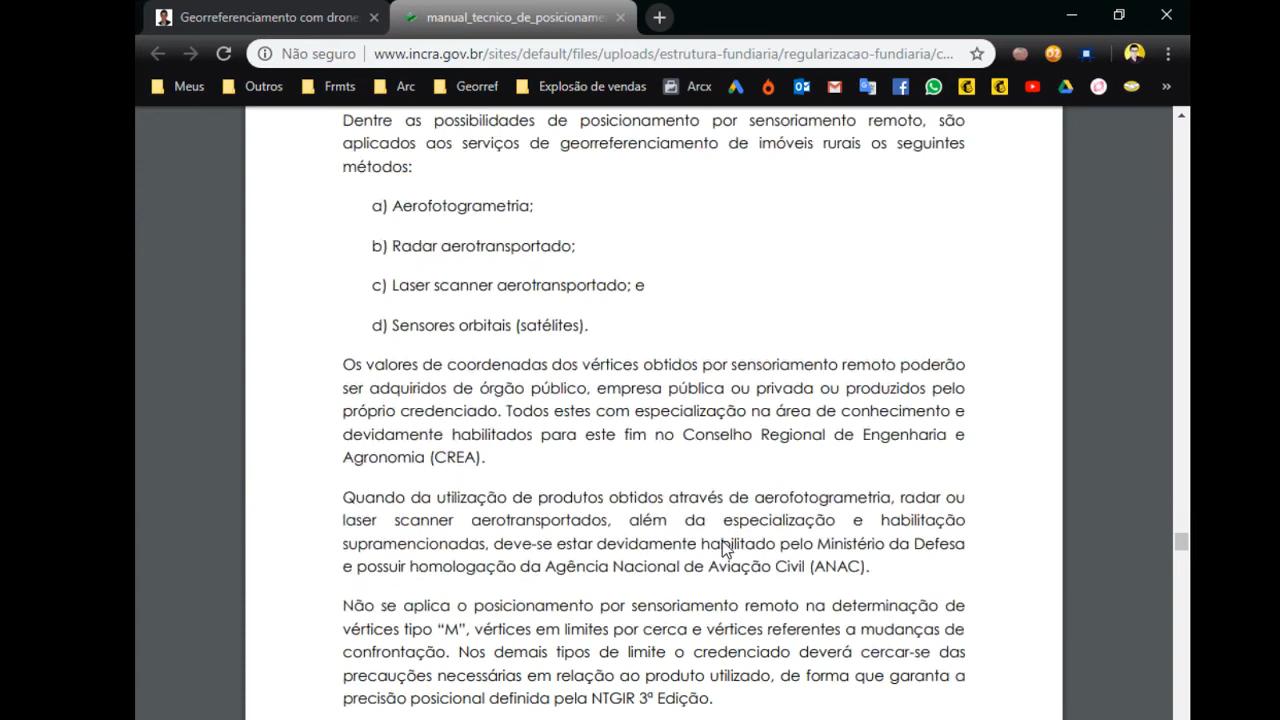 Georreferenciamento com drone
manual_tecnico_de_posicioname
Não seguro
www.incra.gov.br/sites/default/files/uploads/estrutura-fundiaria/regularizacao-fundiaria/c...
Meus Outros Frmts Arc Georref Explosão de vendas Arcx »
Dentre as possibilidades de posicionamento por sensoriamento remoto, são
aplicados aos serviços de georreferenciamento de imóveis rurais os seguintes
métodos:
a) Aerofotogrametria;
b) Radar aerotransportado;
c) Laser scanner aerotransportado; e
d) Sensores orbitais (satélites).
Os valores de coordenadas dos vértices obtidos por sensoriamento remoto poderão
ser adquiridos de órgão público, empresa pública ou privada ou produzidos pelo
próprio credenciado. Todos estes com especialização na área de conhecimento e
devidamente habilitados para este fim no Conselho Regional de Engenharia e
Agronomia (CREA).
Quando da utilização de produtos obtidos através de aerofotogrametria, radar ou
laser scanner aerotransportados, além da especialização e habilitação
supramencionadas, deve-se estar devidamente habilitado pelo Ministério da Defesa
e possuir homologação da Agência Nacional de Aviação Civil (ANAC).
Não se aplica o posicionamento por sensoriamento remoto na determinação de
vértices tipo “M”, vértices em limites por cerca e vértices referentes a mudanças de
confrontação. Nos demais tipos de limite o credenciado deverá cercar-se das
precauções necessárias em relação ao produto utilizado, de forma que garanta a
precisão posicional definida pela NTGIR 3ª Edição.